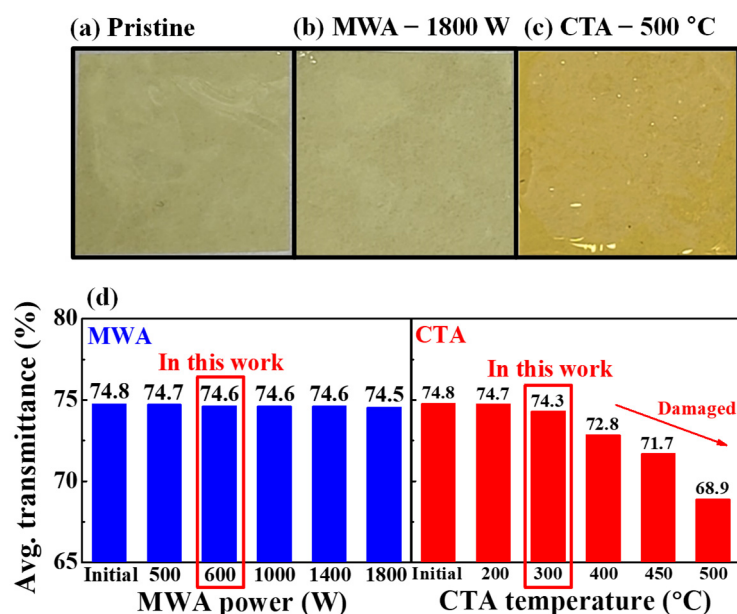 (a) Pristine
(b) MWA – 1800 W
(c) CTA – 500 °C
(d)
Avg. transmittance (%)
80
75
70
65
MWA
In this work
74.8 74.7 74.6 74.6 74.6 74.5
Initial 500 600 1000 1400 1800
MWA power (W)
CTA
In this work
Damaged
74.8 74.7 74.3 72.8 71.7 68.9
Initial 200 300 400 450 500
CTA temperature (°C)